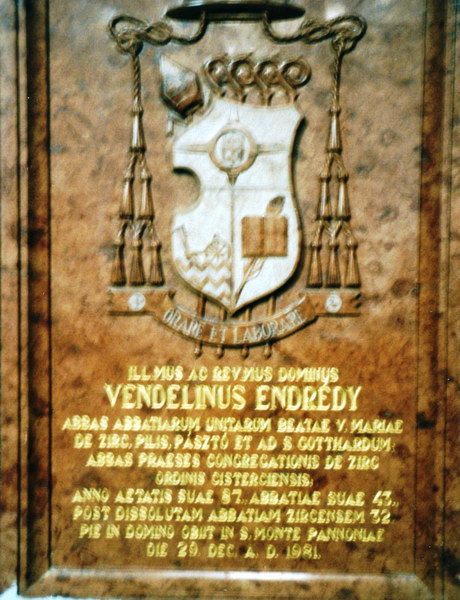 ORARE ET LABORARE
ILL.MUS AC REV.MUS DOMINUS
VENDELINUS ENDRÉDY
ABBAS ABBATIARUM UNITARUM BEATAE V. MARIAE
DE ZIRC, PILIS, PÁSZTÓ ET AD S. GOTTHARDUM;
ABBAS PRAESES CONGREGATIONIS DE ZIRC
ORDINIS CISTERCIENSIS,
ANNO AETATIS SUAE 87., ABBATIAE SUAE 43.,
POST DISSOLUTAM ABBATIAM ZIRCENSEM 32
PIE IN DOMINO OBIIT IN S. MONTE PANNONIAE
DIE 29. DEC. A. D. 1981.